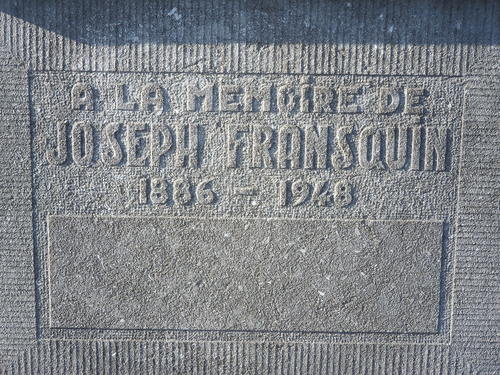 A LA MEMOIRE DE
JOSEPH FRANSQUIN
1886 - 1948